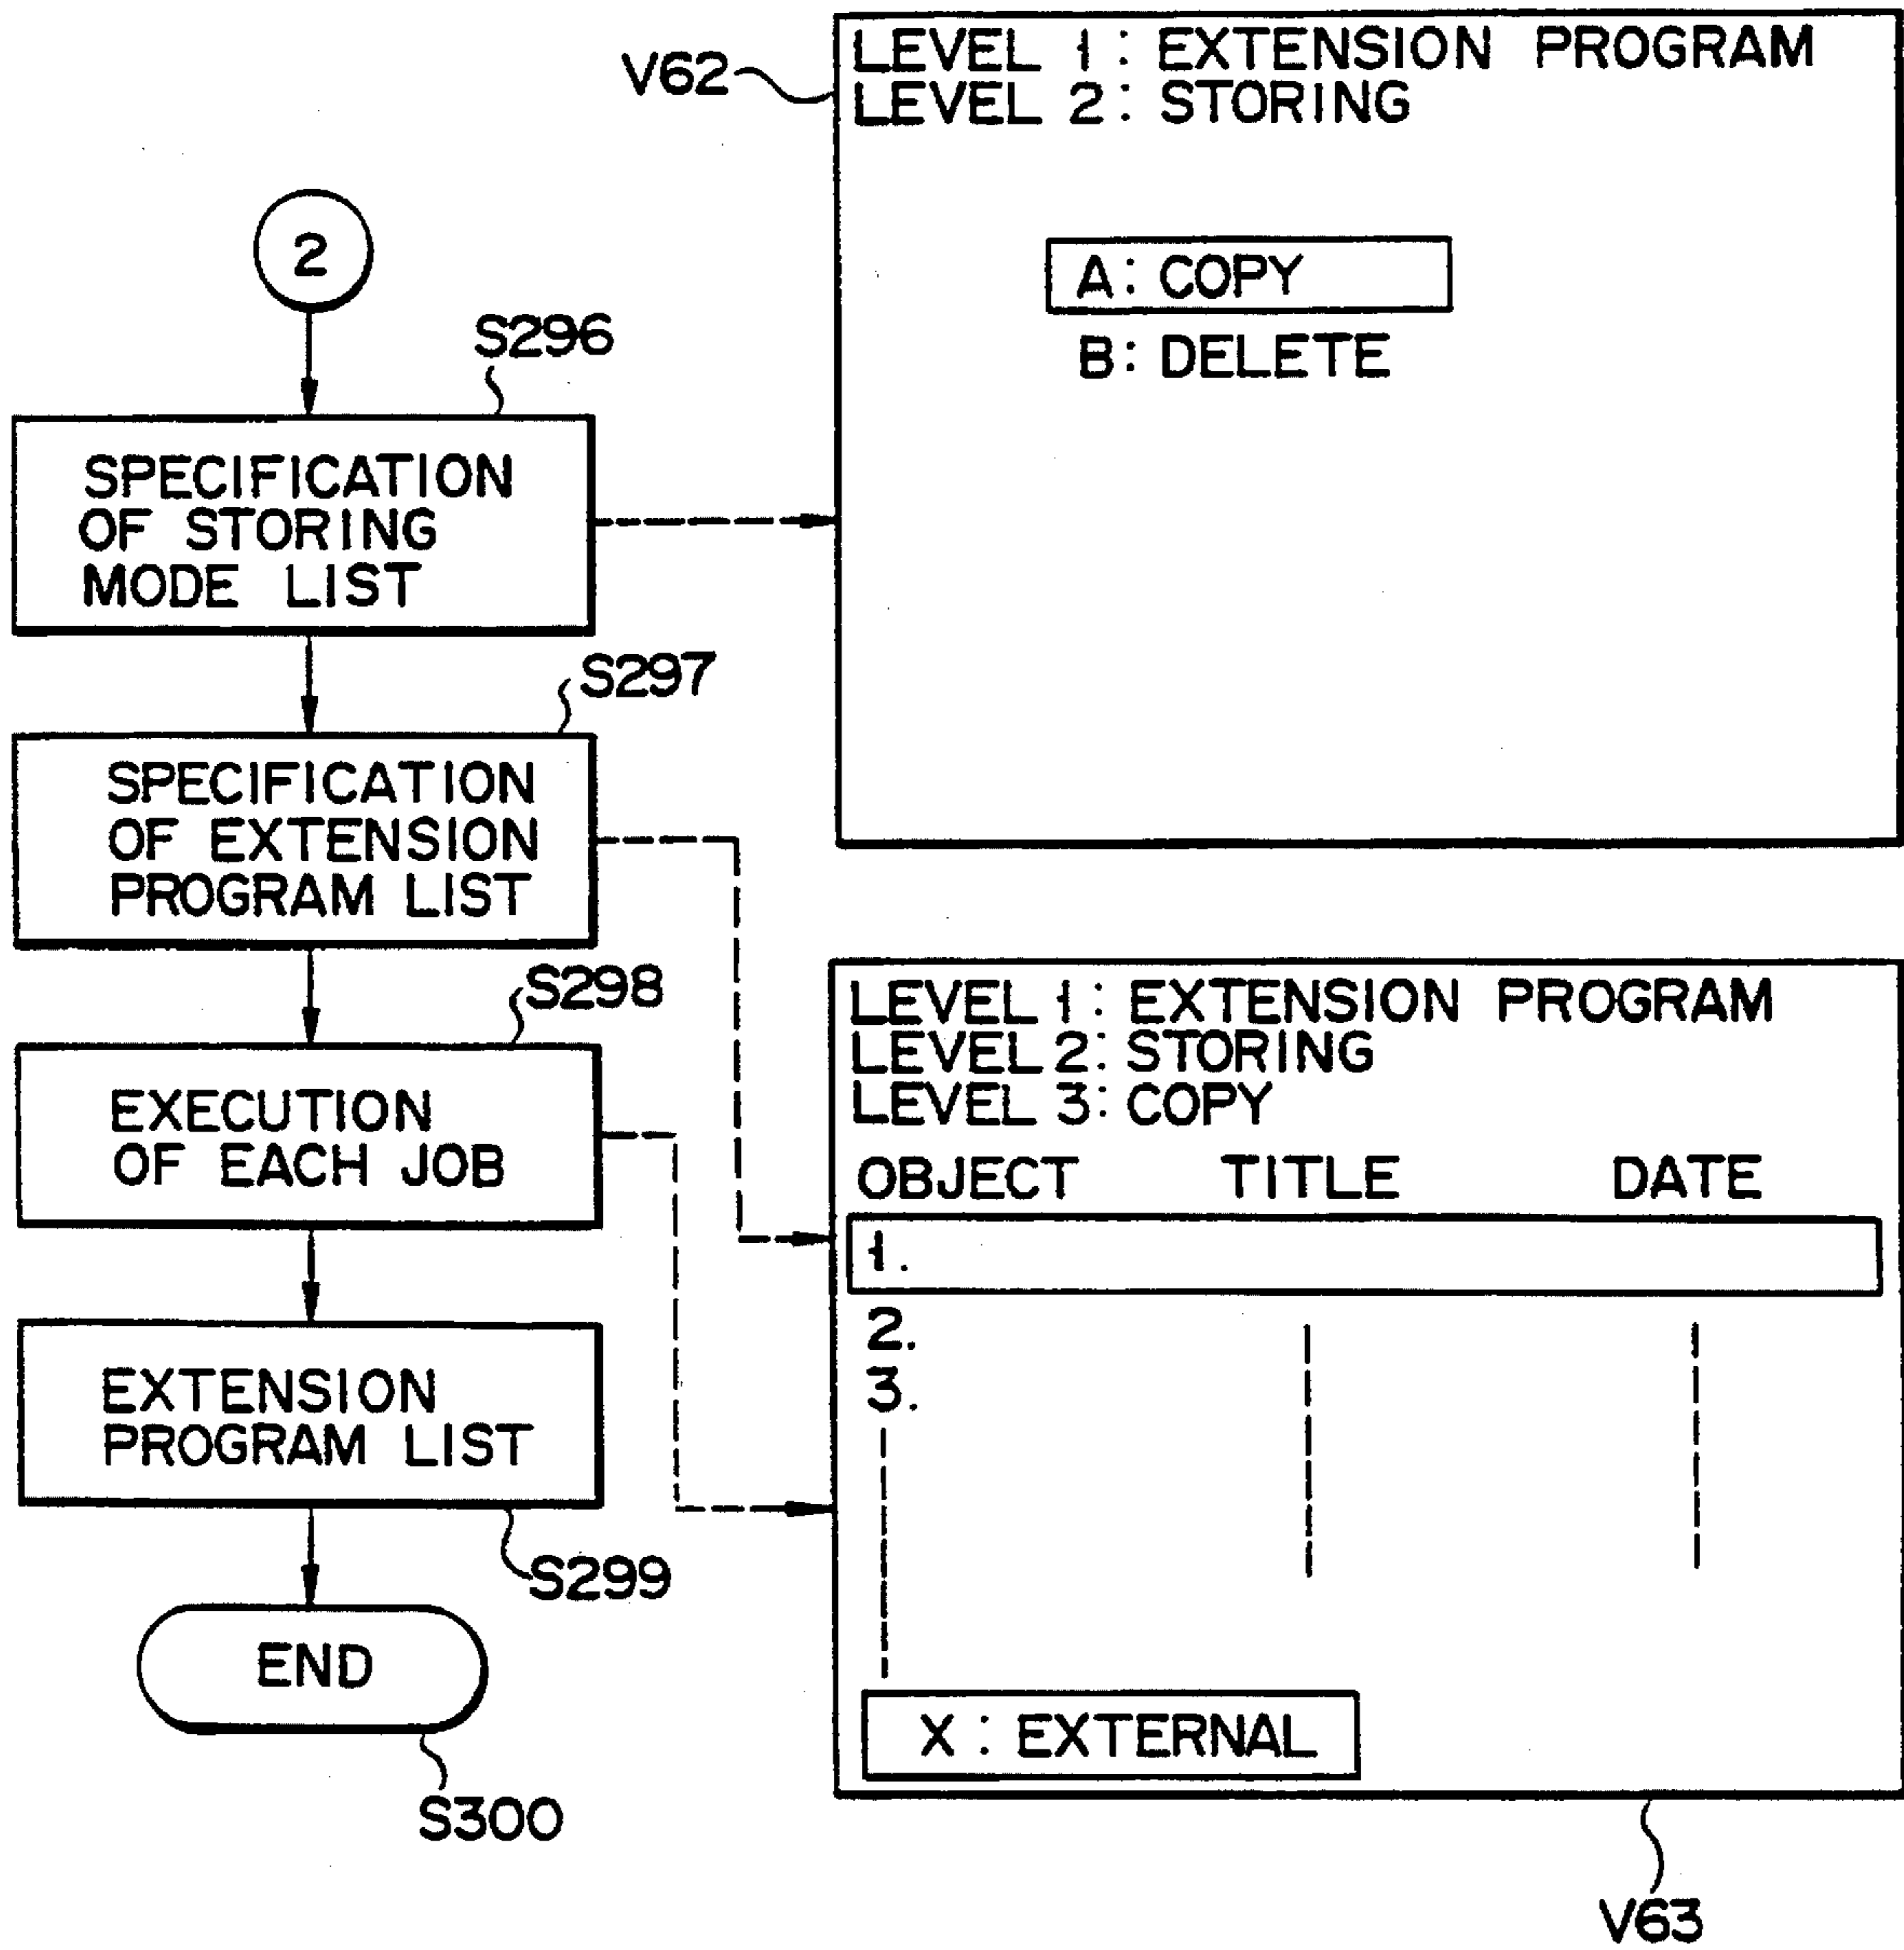 2
S296
SPECIFICATION
OF STORING
MODE LIST
S297
SPECIFICATION
OF EXTENSION
PROGRAM LIST
S298
EXECUTION
OF EACH JOB
EXTENSION
PROGRAM LIST
S299
END
S300
V62
LEVEL 1: EXTENSION PROGRAM
LEVEL 2: STORING
A: COPY
B: DELETE
LEVEL 1: EXTENSION PROGRAM
LEVEL 2: STORING
LEVEL 3: COPY
OBJECT TITLE DATE
1.
2.
3.
X: EXTERNAL
V63